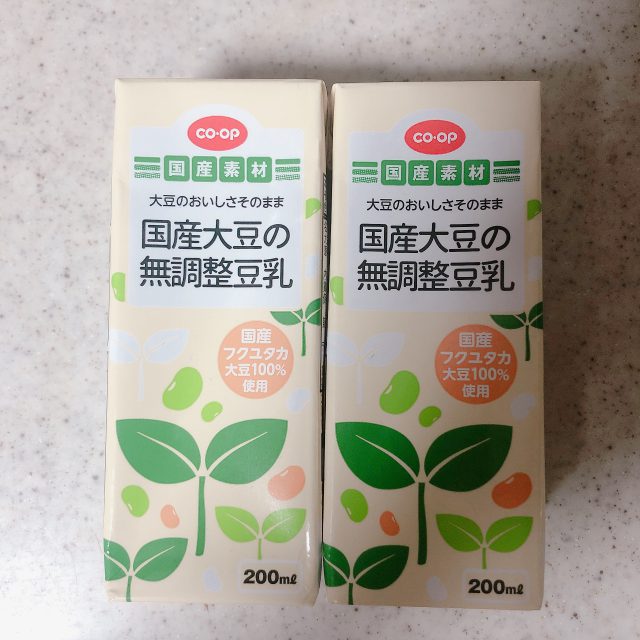 CO·OP
国産素材
大豆のおいしさそのまま
国産大豆の
無調整豆乳
国産
フクユタカ
大豆100%
使用
200mℓ
CO·OP
国産素材
大豆のおいしさそのまま
国産大豆の
無調整豆乳
国産
フクユタカ
大豆100%
使用
200mℓ